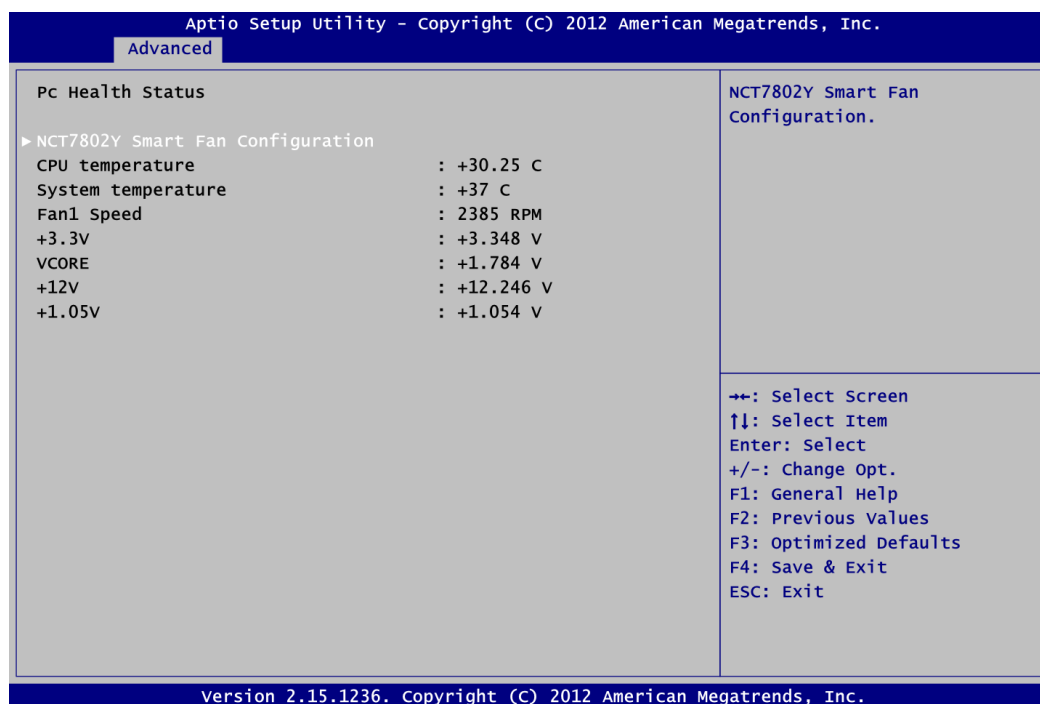 Aptio Setup Utility - Copyright (C) 2012 American Megatrends, Inc.
Advanced
Pc Health Status
▶ NCT7802Y Smart Fan Configuration
CPU temperature : +30.25 C
System temperature : +37 C
Fan1 Speed : 2385 RPM
+3.3V : +3.348 V
VCORE : +1.784 V
+12V : +12.246 V
+1.05V : +1.054 V
NCT7802Y Smart Fan
Configuration.
→←: Select Screen
↑↓: Select Item
Enter: Select
+/-: Change Opt.
F1: General Help
F2: Previous Values
F3: Optimized Defaults
F4: Save & Exit
ESC: Exit
Version 2.15.1236. Copyright (C) 2012 American Megatrends, Inc.